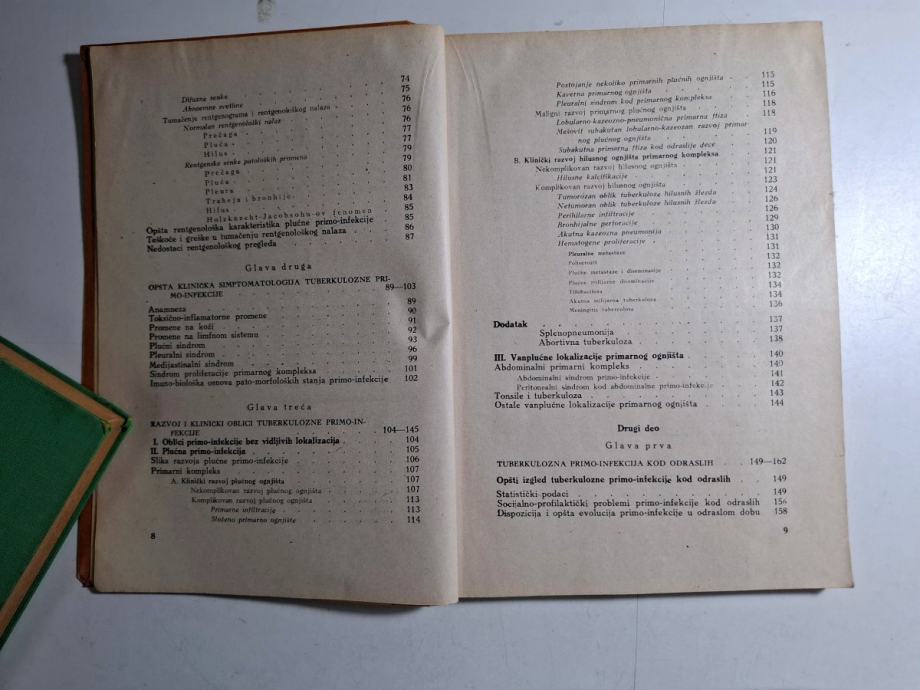 74
Difuzne senke 75
Abnormne svetline 76
Tumačenje rentgenograma i rentgenološkog nalaza 76
Normalan rentgenološki nalaz 76
Prečaga 77
Pluća 77
Hilus 79
Rentgenske senke patoloških promena 79
Prečaga 80
Pluća 81
Pleura 83
Traheja i bronhije 84
Hilus 85
Holzknecht-Jacobsohn-ov fenomen 85
Opšta rentgenološka karakteristika plućne primo-infekcije 86
Teškoće i greške u tumačenju rentgenološkog nalaza 87
Nedostaci rentgenološkog pregleda
Glava druga
OPŠTA KLINIČKA SIMPTOMATOLOGIJA TUBERKULOZNE PRI-
MO-INFEKCIJE 89—103
Anamneza 89
Toksično-inflamatorne promene 90
Promene na koži 91
Promene na limfnom sistemu 92
Plućni sindrom 93
Pleuralni sindrom 96
Medijastinalni sindrom 99
Sindrom proliferacije primarnog kompleksa 101
Imuno-biološka osnova pato-morfoloških stanja primo-infekcije 102
Glava treća
RAZVOJ I KLINIČKI OBLICI TUBERKULOZNE PRIMO-IN-
FEKCIJE 104—145
I. Oblici primo-infekcije bez vidljivih lokalizacija 104
II. Plućna primo-infekcija 105
Slika razvoja plućne primo-infekcije 106
Primarni kompleks 107
A. Klinički razvoj plućnog ognjišta 107
Nekomplikovan razvoj plućnog ognjišta 107
Komplikovan razvoj plućnog ognjišta 113
Primarne infiltracije 113
Složeno primarno ognjište 114
8
Postojanje nekoliko primarnih plućnih ognjišta 115
Kaverna primarnog ognjišta 115
Pleuralni sindrom kod primarnog kompleksa 116
Maligni razvoj primarnog plućnog ognjišta 118
Lobularno-kazeozno-pneumonična primarna ftiza 118
Mešovit subakutan lobularno-kazeozan razvoj primar-
nog plućnog ognjišta 119
Subakutna primarna ftiza kod odraslije dece 120
B. Klinički razvoj hilusnog ognjišta primarnog kompleksa 121
Nekomplikovan razvoj hilusnog ognjišta 121
Hilusne kalcifikacije 121
Komplikovan razvoj hilusnog ognjišta 123
Tumorozan oblik tuberkuloze hilusnih žlezda 124
Netumoran oblik tuberkuloze hilusnih žlezda 126
Perihilarne infiltracije 126
Bronhijalne perforacije 129
Akutna kazeozna pneumonija 130
Hematogene proliferacije 131
Pleuralne metastaze 131
Poliserozit 132
Plućne metastaze i diseminacije 132
Plućne milijarne diseminacije 132
Tifobaciloza 134
Akutna milijarna tuberkuloza 134
Meningitis tuberculosa 136
Dodatak 137
Splenopneumonija 137
Abortivna tuberkuloza 138
III. Vanplućne lokalizacije primarnog ognjišta 140
Abdominalni primarni kompleks 140
Abdominalni sindrom primo-infekcije 141
Peritonealni sindrom kod abdominalne primo-infekcije 142
Tonsile i tuberkuloza 143
Ostale vanplućne lokalizacije primarnog ognjišta 144
Drugi deo
Glava prva
TUBERKULOZNA PRIMO-INFEKCIJA KOD ODRASLIH 149—162
Opšti izgled tuberkulozne primo-infekcije kod odraslih 149
Statistički podaci 149
Socijalno-profilaktički problemi primo-infekcije kod odraslih 156
Dispozicija i opšta evolucija primo-infekcije u odraslom dobu 158
9